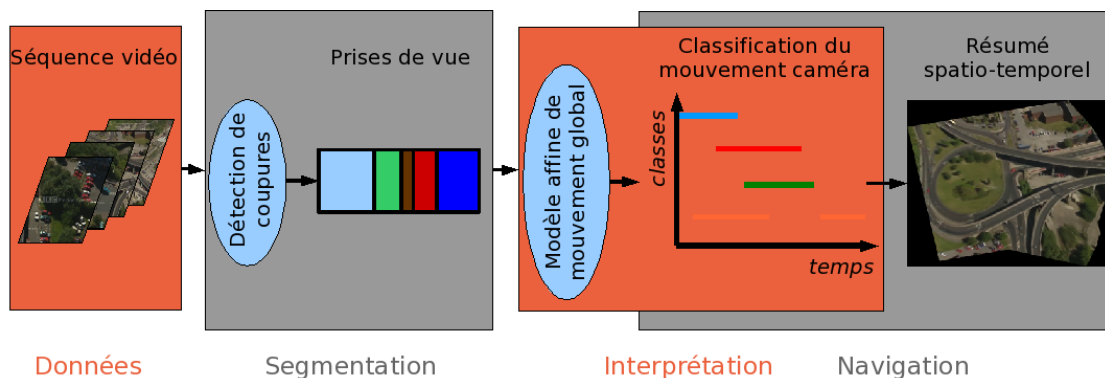 Séquence vidéo
Prises de vue
Classification du
mouvement caméra
Résumé
spatio-temporel
Détection de
coupures
Modèle affine de
mouvement global
classes
temps
Données
Segmentation
Interprétation
Navigation